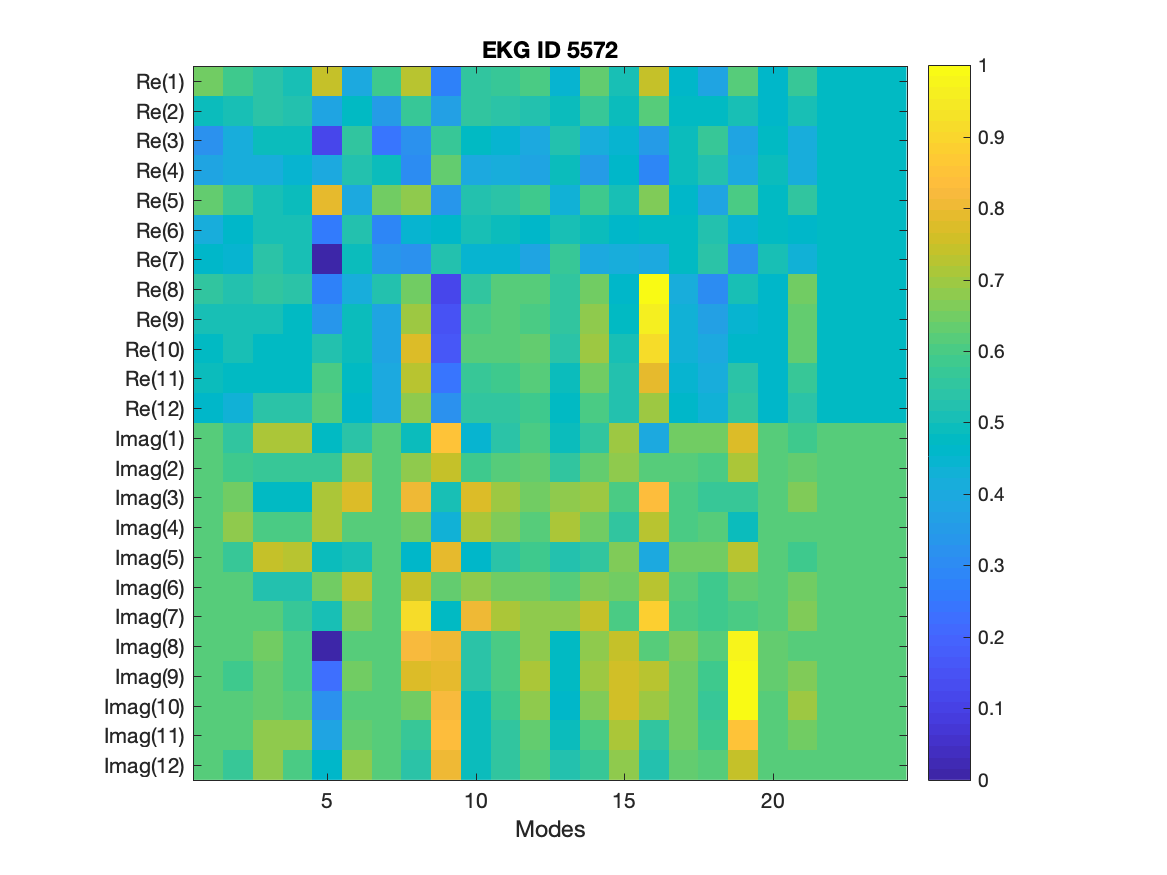 EKG ID 5572
Re(1)
Re(2)
Re(3)
Re(4)
Re(5)
Re(6)
Re(7)
Re(8)
Re(9)
Re(10)
Re(11)
Re(12)
Imag(1)
Imag(2)
Imag(3)
Imag(4)
Imag(5)
Imag(6)
Imag(7)
Imag(8)
Imag(9)
Imag(10)
Imag(11)
Imag(12)
5 10 15 20
Modes
1
0.9
0.8
0.7
0.6
0.5
0.4
0.3
0.2
0.1
0